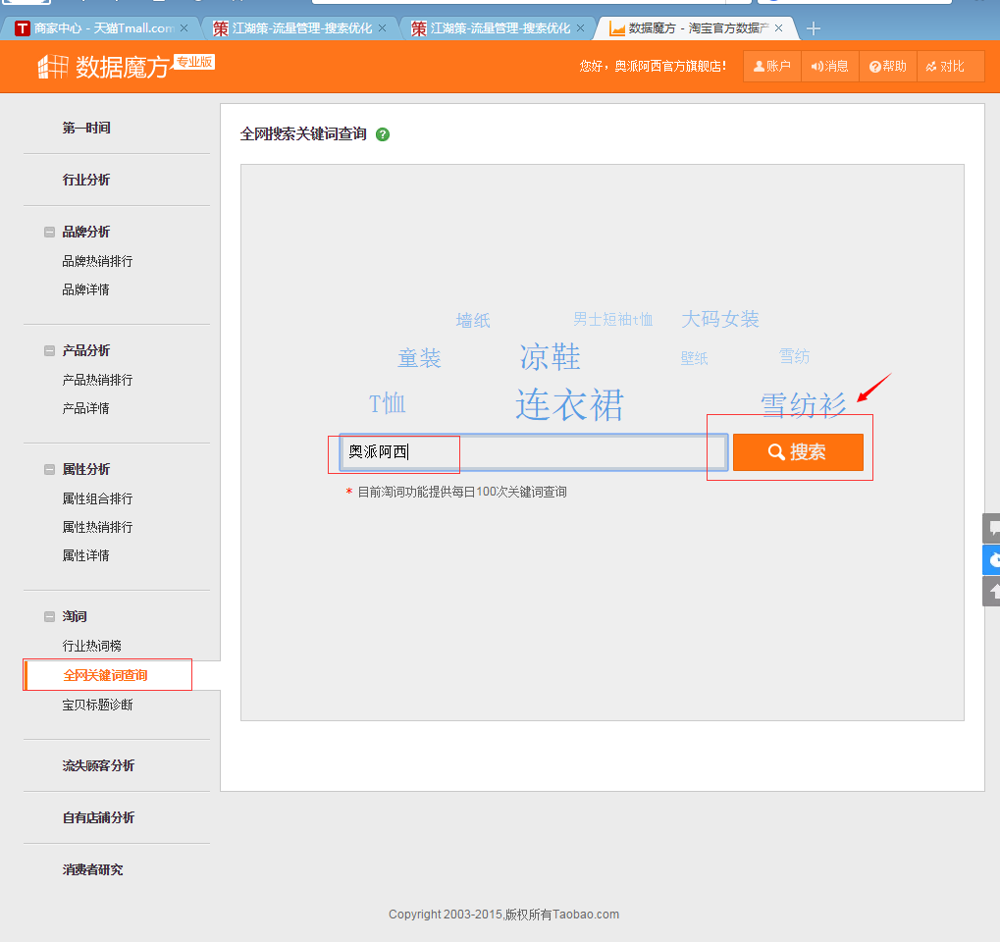 商家中心 - 天猫Tmall.com
江湖策-流量管理-搜索优化
江湖策-流量管理-搜索优化
数据魔方 - 淘宝官方数据产
数据魔方 专业版
您好，奥派阿西官方旗舰店！
账户
消息
帮助
对比
第一时间
行业分析
品牌分析
品牌热销排行
品牌详情
产品分析
产品热销排行
产品详情
属性分析
属性组合排行
属性热销排行
属性详情
淘词
行业热词榜
全网关键词查询
宝贝标题诊断
流失顾客分析
自有店铺分析
消费者研究
全网搜索关键词查询 ?
墙纸 男士短袖t恤 大码女装
童装 凉鞋 壁纸 雪纺
T恤 连衣裙 雪纺衫
奥派阿西
搜索
* 目前淘词功能提供每日100次关键词查询
Copyright 2003-2015,版权所有Taobao.com